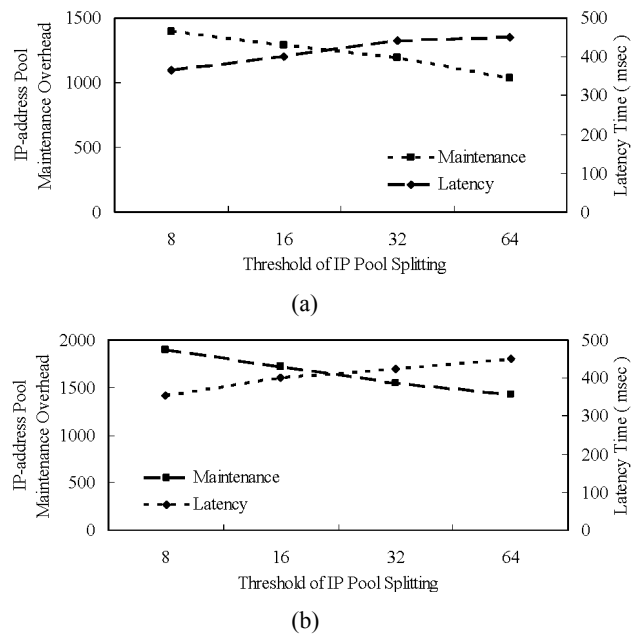 1500
1000
500
0
IP-address Pool
Maintenance Overhead
500
400
300
200
100
0
Latency Time ( msec )
Maintenance
Latency
8 16 32 64
Threshold of IP Pool Splitting
(a)
2000
1500
1000
500
0
IP-address Pool
Maintenance Overhead
500
400
300
200
100
0
Latency Time ( msec)
Maintenance
Latency
8 16 32 64
Threshold of IP Pool Splitting
(b)